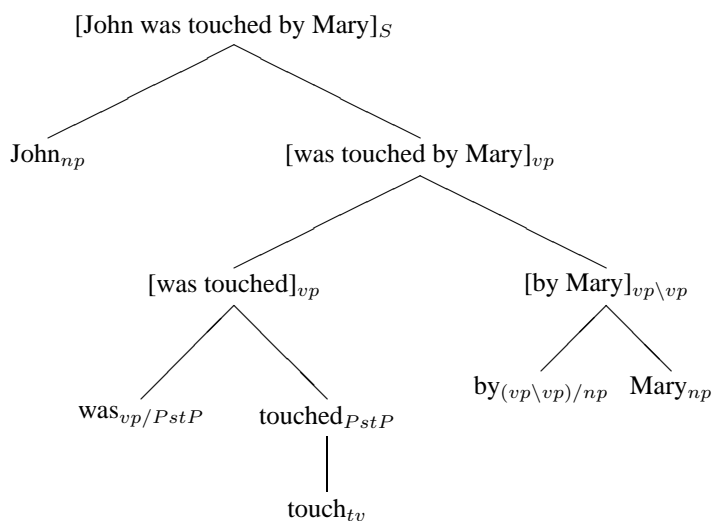 [John was touched by Mary]S
Johnnp [was touched by Mary]vp
[was touched]vp [by Mary]vp\vp
wasvp/PstP touchedPstP by(vp\vp)/np Marynp
touchtv